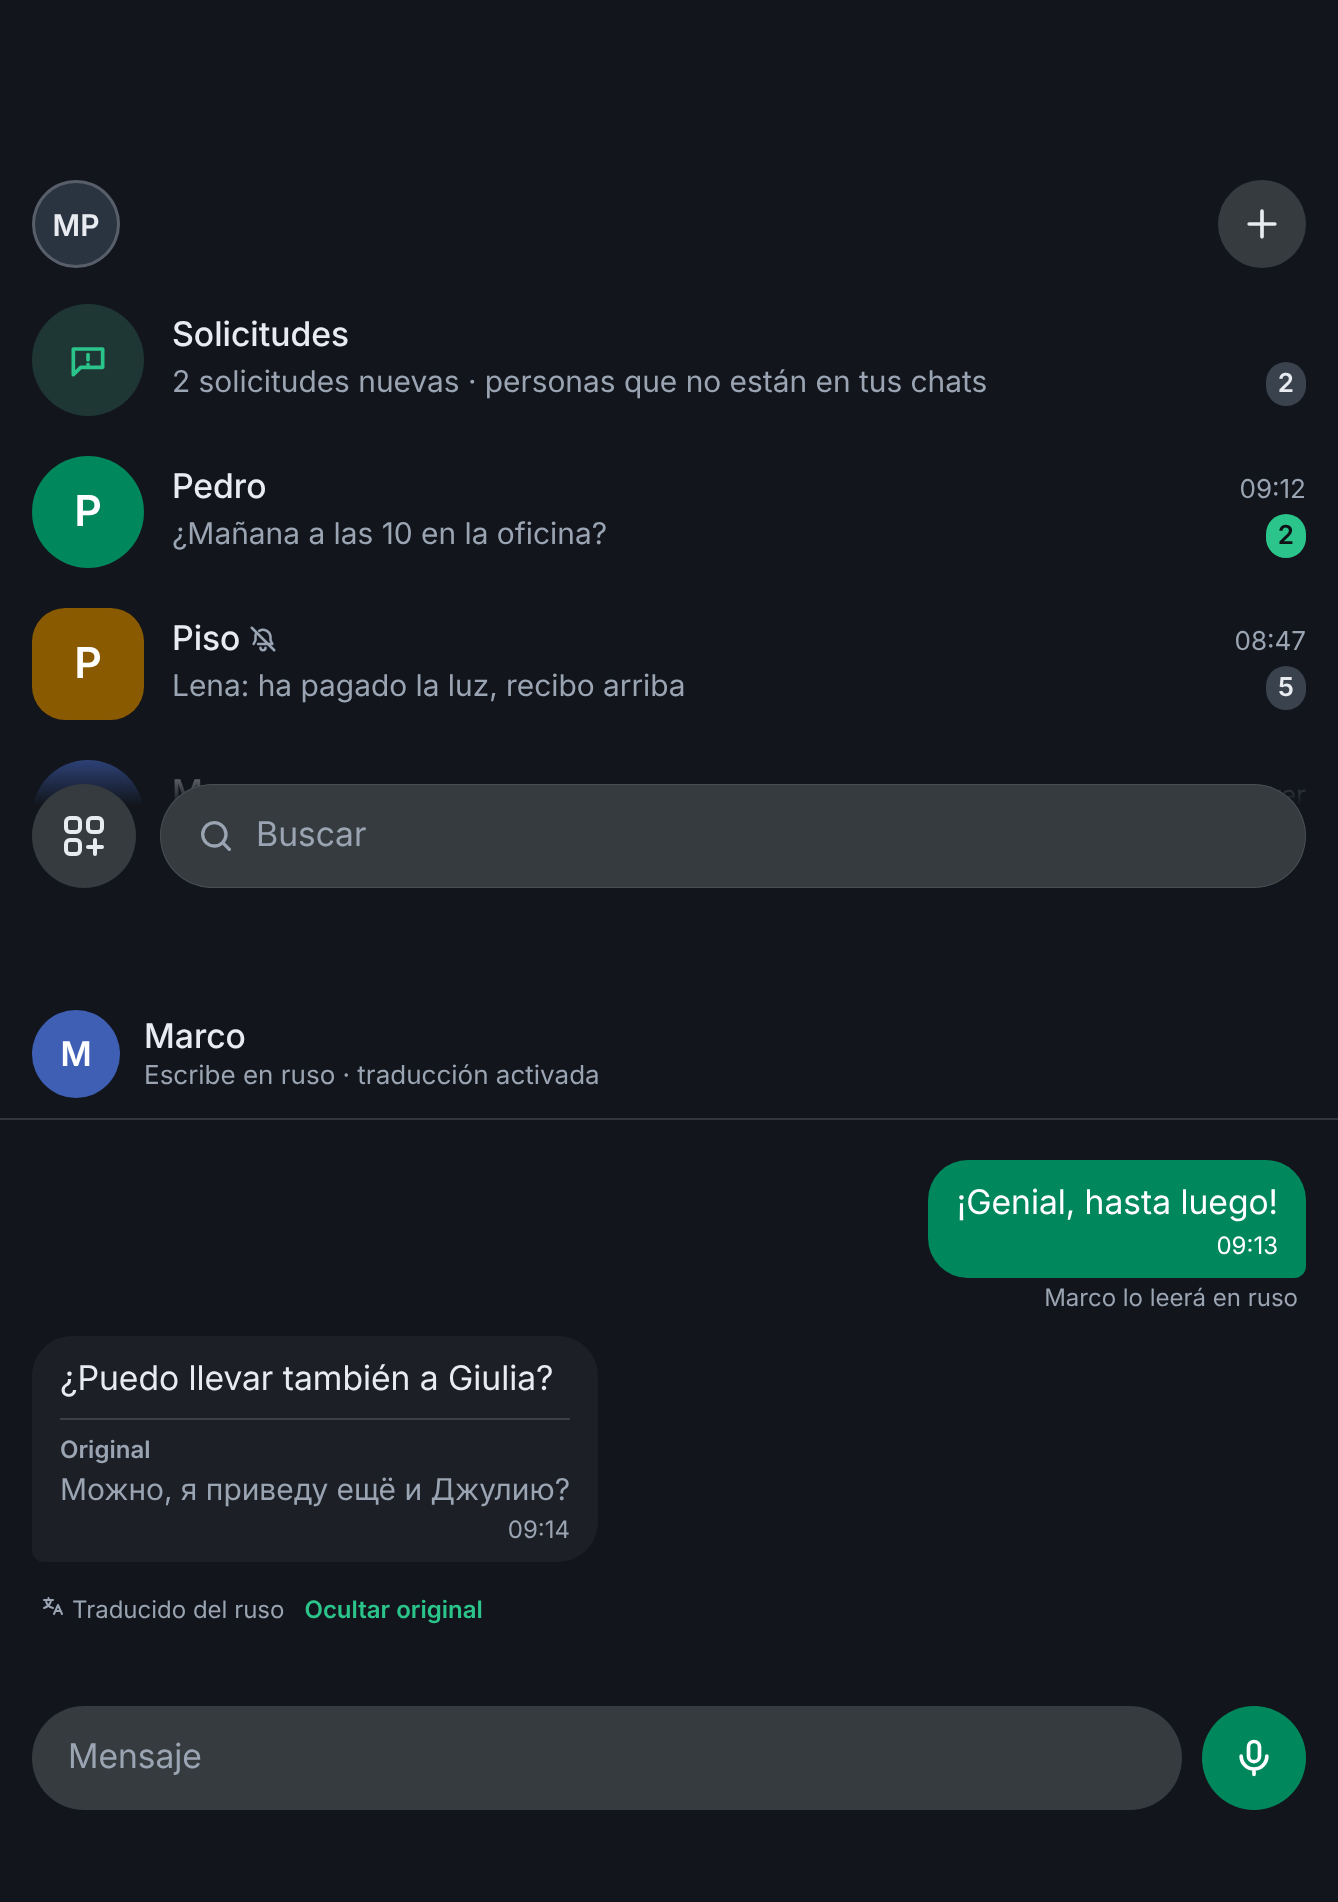 MP
Solicitudes
2 solicitudes nuevas · personas que no están en tus chats
2
P
Pedro
09:12
¿Mañana a las 10 en la oficina?
2
P
Piso
08:47
Lena: ha pagado la luz, recibo arriba
5
Buscar
M
Marco
Escribe en ruso · traducción activada
¡Genial, hasta luego!
09:13
Marco lo leerá en ruso
¿Puedo llevar también a Giulia?
Original
Можно, я приведу ещё и Джулию?
09:14
Traducido del ruso Ocultar original
Mensaje